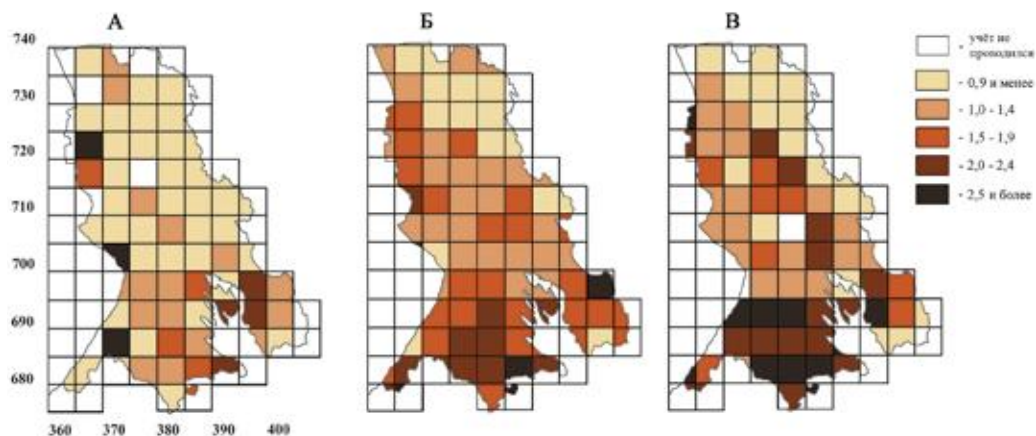 А Б В
740
730
720
710
700
690
680
360 370 380 390 400
- учёт не
проводился
- 0,9 и менее
- 1,0 - 1,4
- 1,5 - 1,9
- 2,0 - 2,4
- 2,5 и более